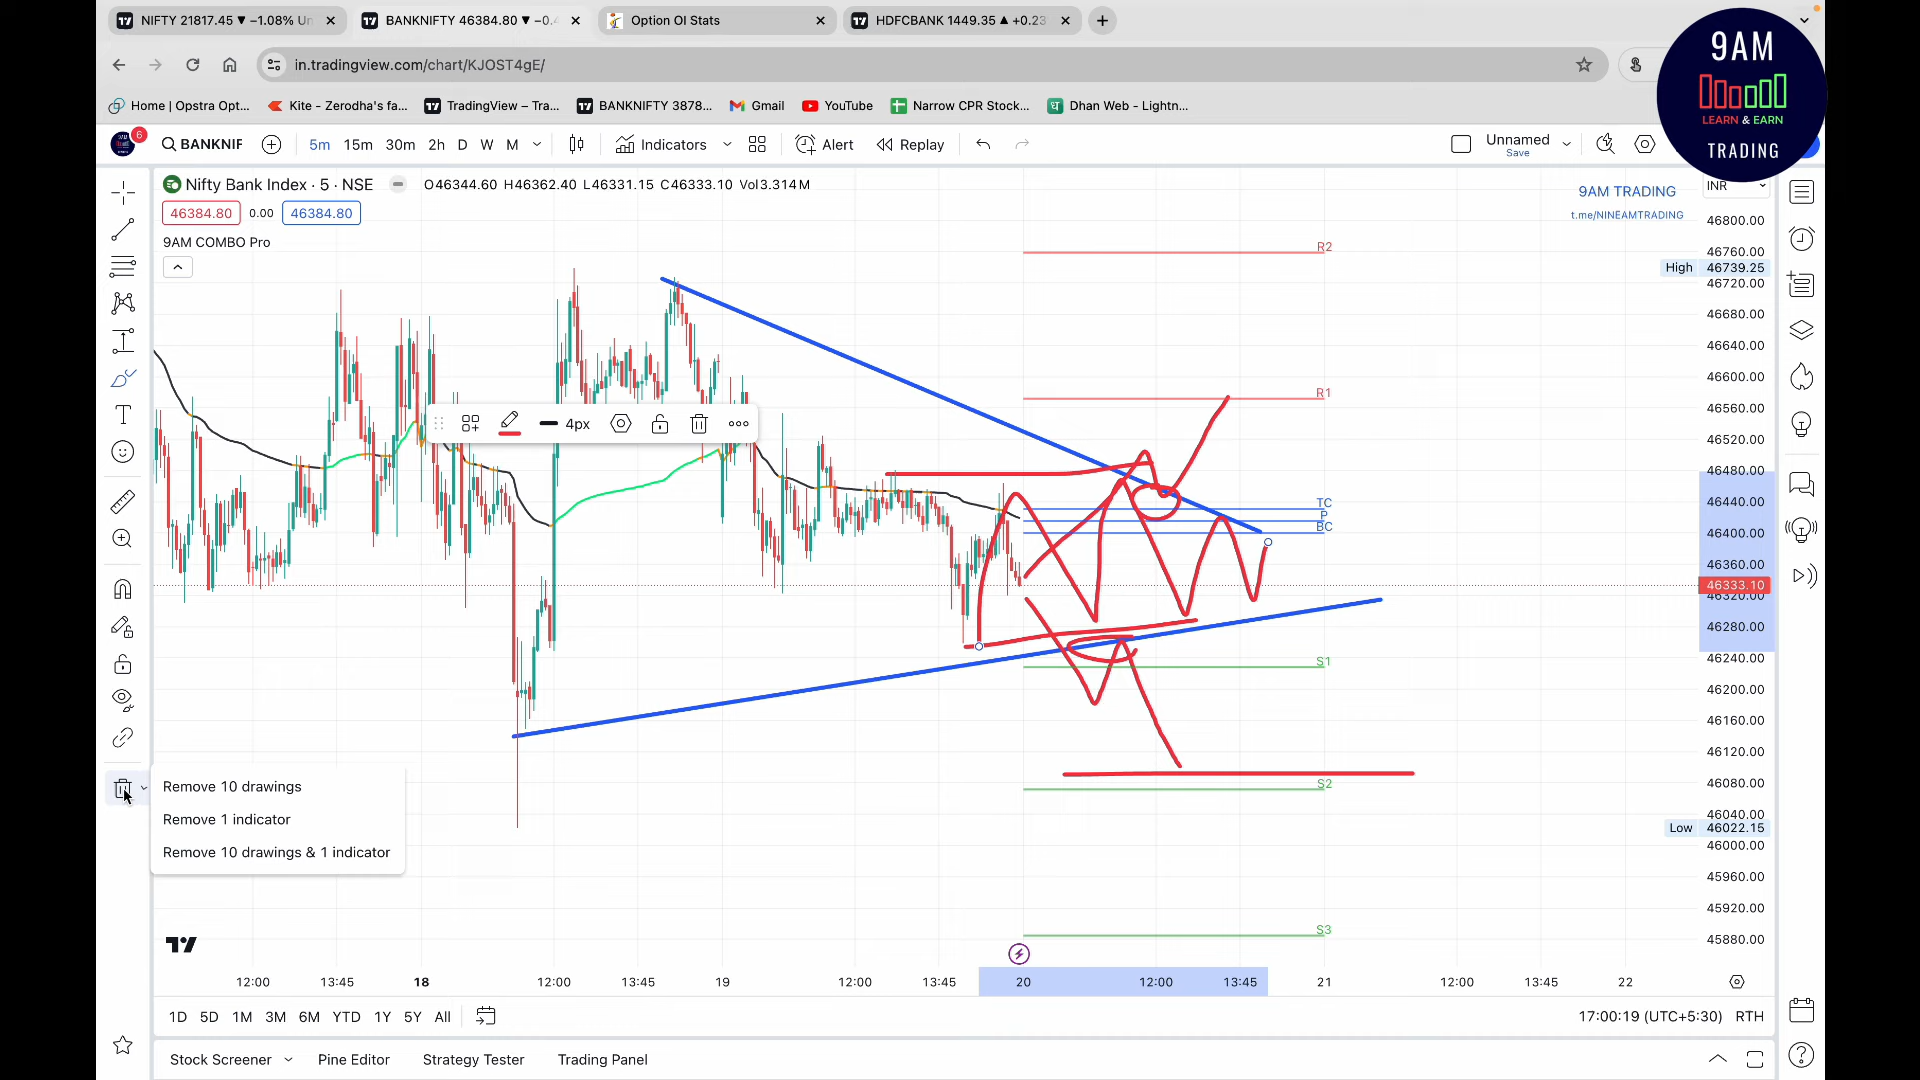 NIFTY 21817.45 ▼ −1.08% Un
BANKNIFTY 46384.80 ▼ −0.4
Option OI Stats
HDFCBANK 1449.35 ▲ +0.23
in.tradingview.com/chart/KJOST4gE/
Home | Opstra Opt...
Kite - Zerodha's fa...
TradingView – Tra...
BANKNIFTY 3878...
Gmail
YouTube
Narrow CPR Stock...
Dhan Web - Lightn...
9AM
LEARN & EARN
TRADING
6
BANKNIF
5m 15m 30m 2h D W M
Indicators
Alert
Replay
Unnamed
Save
Nifty Bank Index · 5 · NSE
O46344.60 H46362.40 L46331.15 C46333.10 Vol3.314M
46384.80 0.00 46384.80
9AM COMBO Pro
9AM TRADING
t.me/NINEAMTRADING
INR
46800.00
R2
46760.00
High 46739.25
46720.00
46680.00
46640.00
46600.00
R1
46560.00
4px
46520.00
46480.00
46440.00
TC
P
BC
46400.00
46360.00
46333.10
46320.00
46280.00
46240.00
S1
46200.00
46160.00
46120.00
46080.00
S2
46040.00
Low 46022.15
46000.00
45960.00
45920.00
S3
45880.00
Remove 10 drawings
Remove 1 indicator
Remove 10 drawings & 1 indicator
12:00 13:45 18 12:00 13:45 19 12:00 13:45 20 12:00 13:45 21 12:00 13:45 22
1D 5D 1M 3M 6M YTD 1Y 5Y All
17:00:19 (UTC+5:30) RTH
Stock Screener
Pine Editor
Strategy Tester
Trading Panel